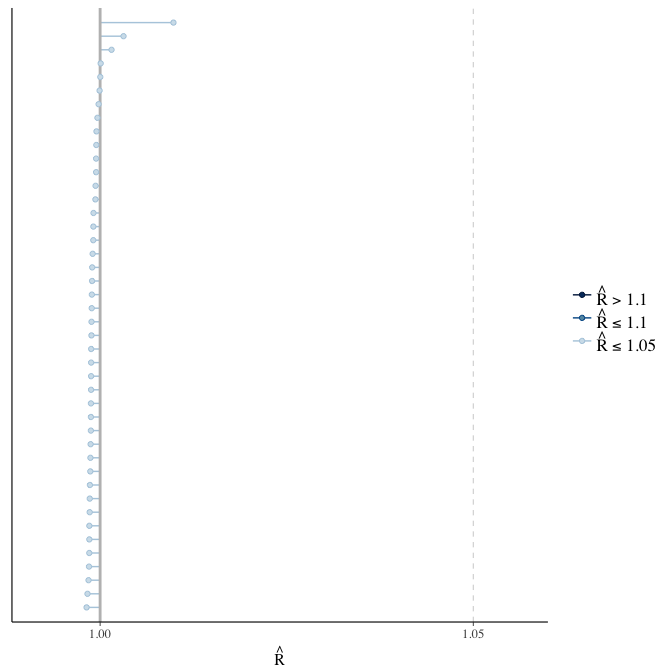 R̂ > 1.1
R̂ ≤ 1.1
R̂ ≤ 1.05
1.00 1.05
R̂